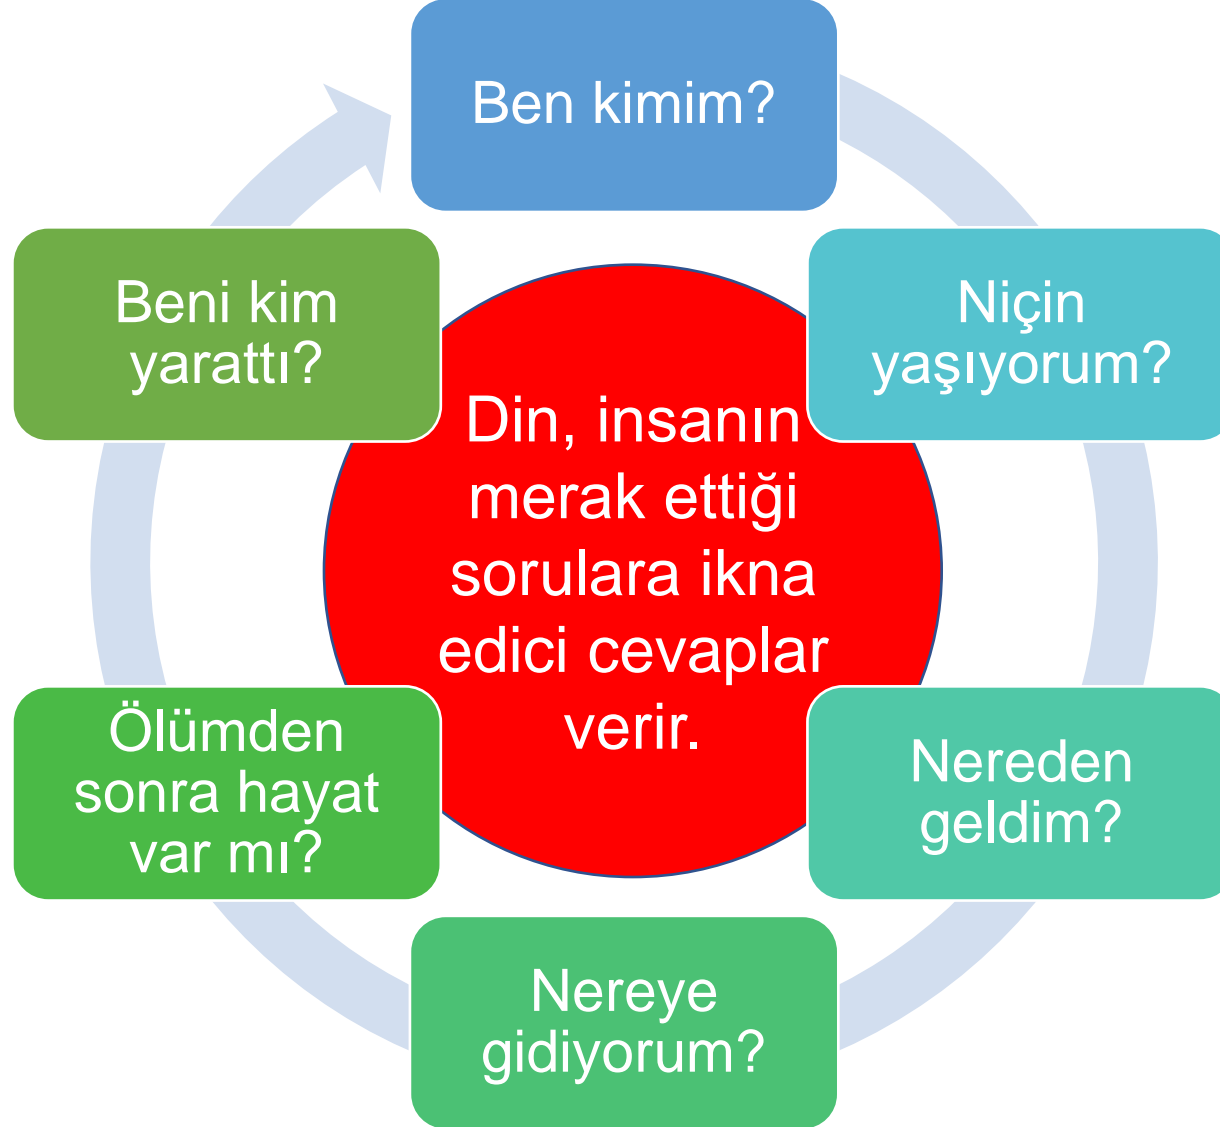 Ben kimim?
Niçin
yaşıyorum?
Nereden
geldim?
Nereye
gidiyorum?
Ölümden
sonra hayat
var mı?
Beni kim
yarattı?
Din, insanın
merak ettiği
sorulara ikna
edici cevaplar
verir.